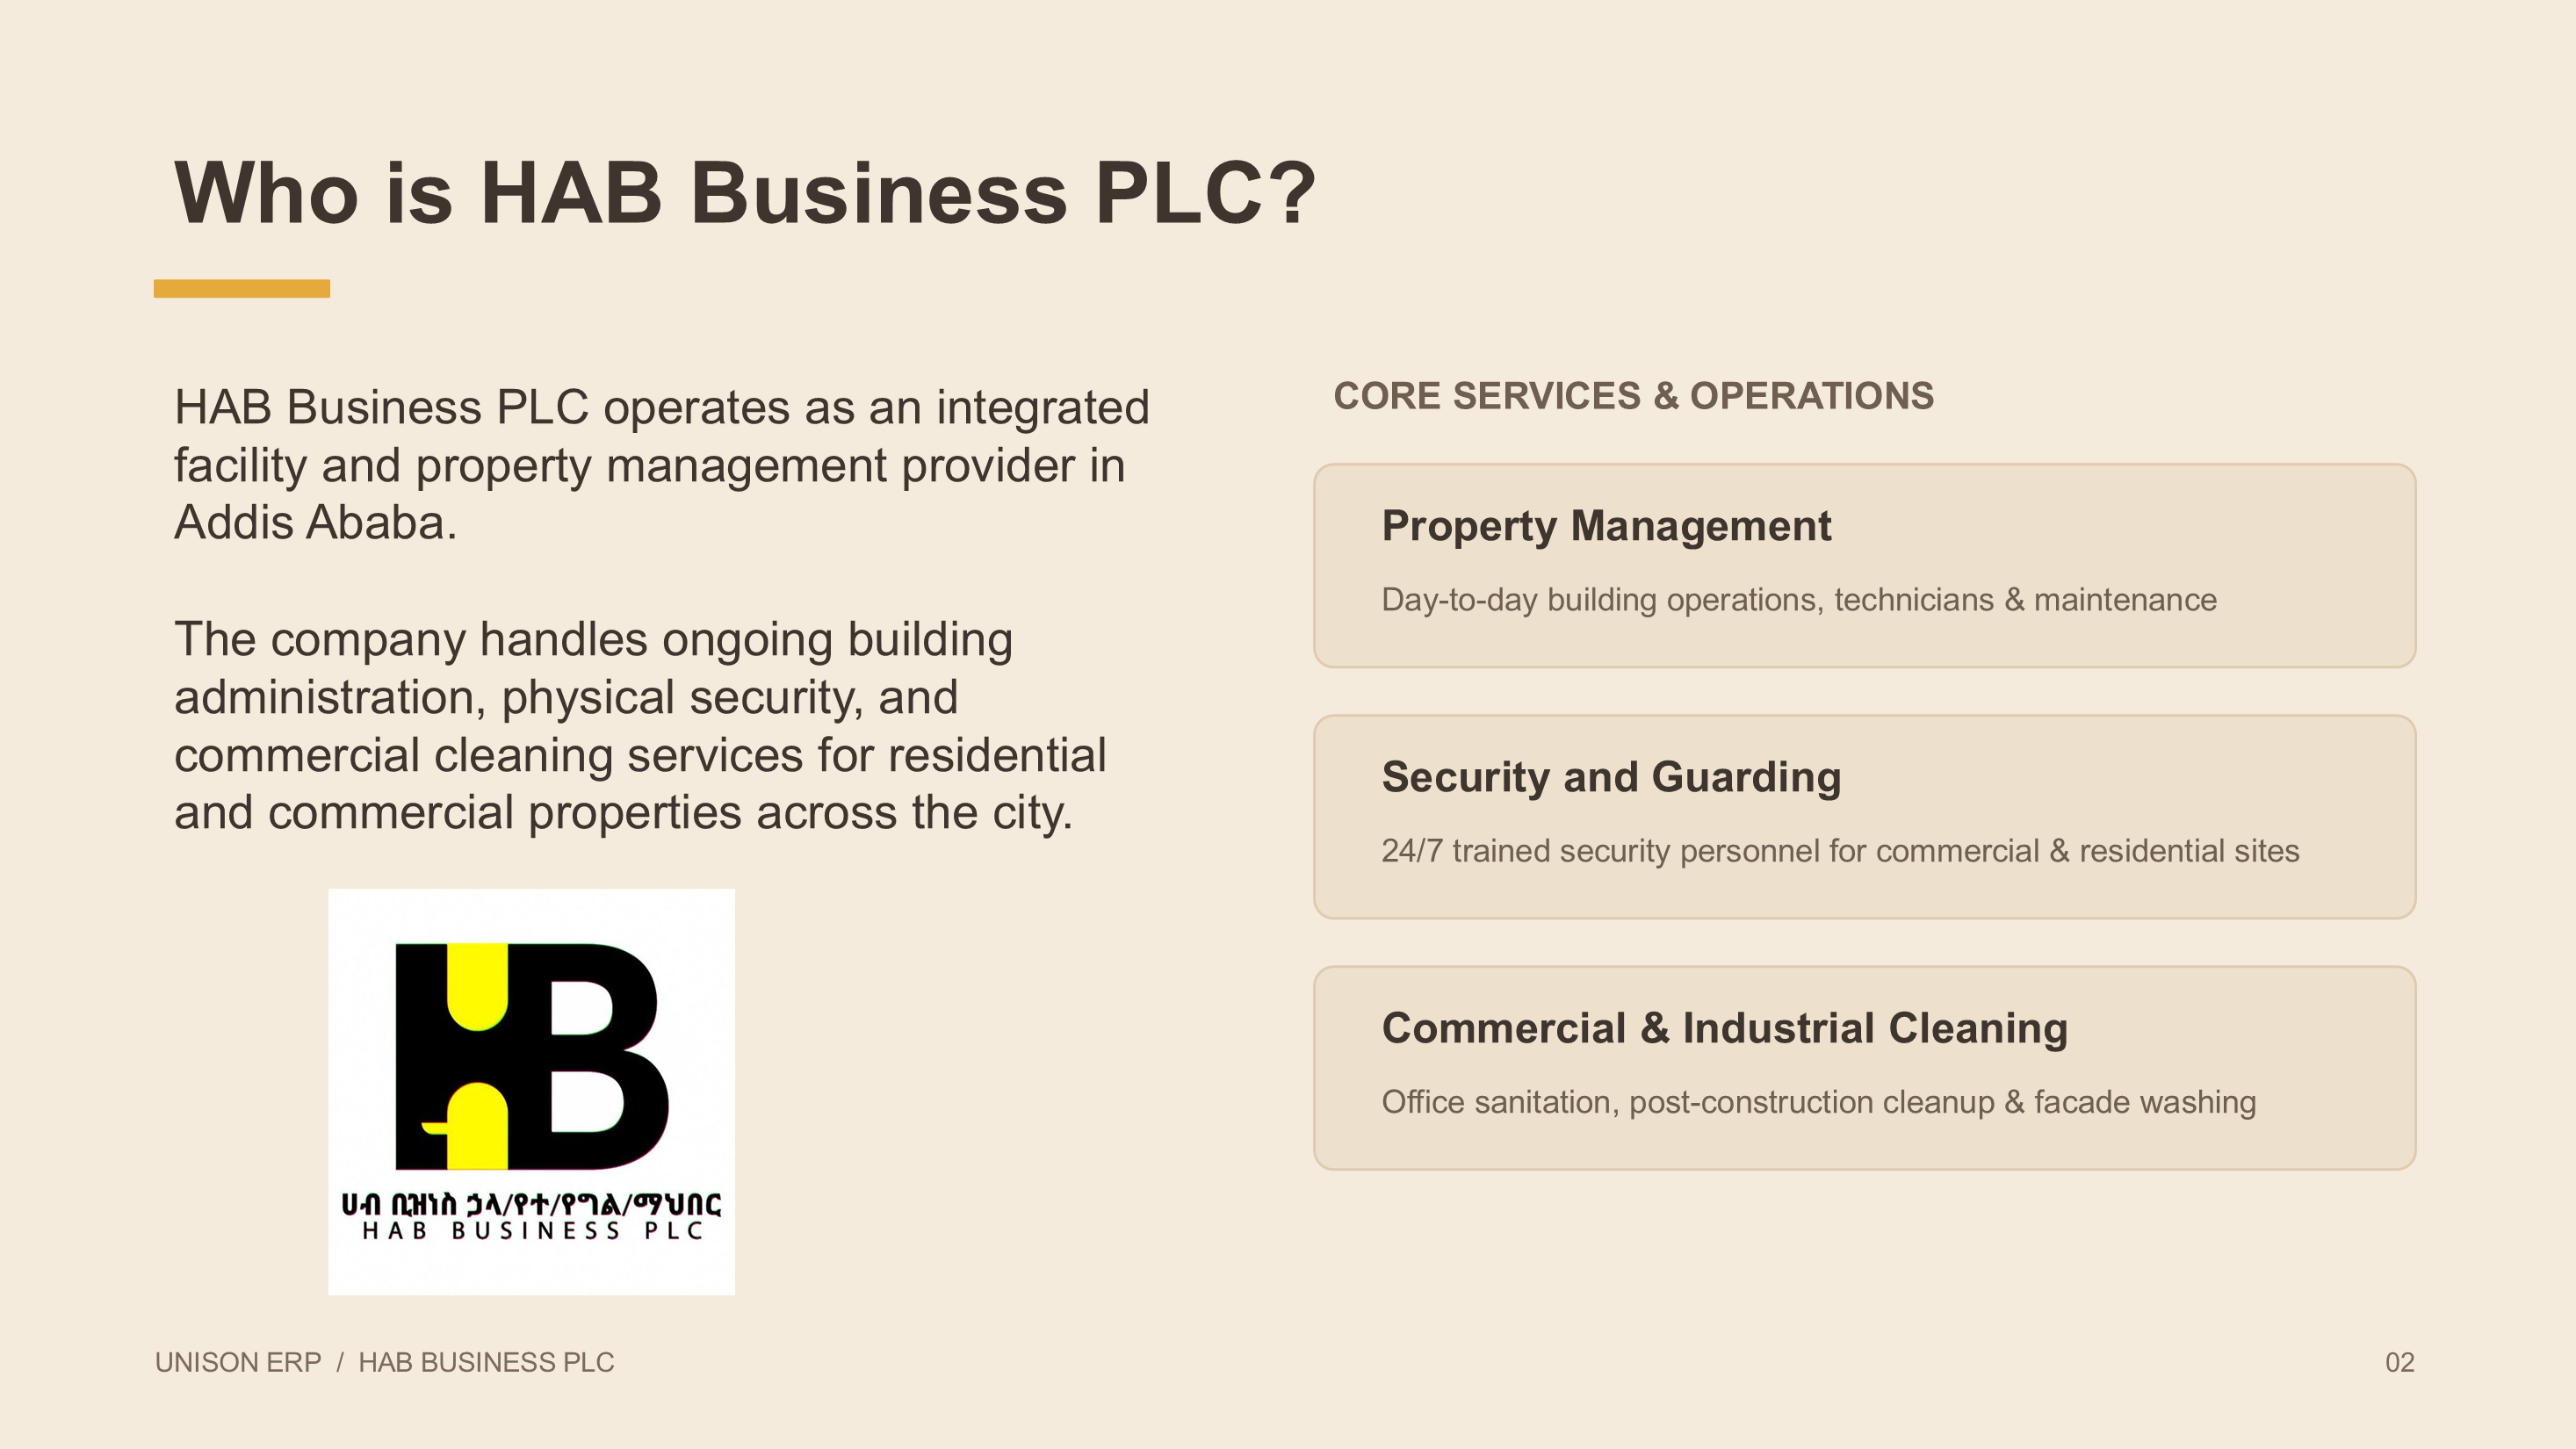 Who is HAB Business PLC?
HAB Business PLC operates as an integrated
facility and property management provider in
Addis Ababa.
The company handles ongoing building
administration, physical security, and
commercial cleaning services for residential
and commercial properties across the city.
HB
ሀብ ቢዝነስ ኃላ/የተ/የግል/ማህበር
HAB BUSINESS PLC
CORE SERVICES & OPERATIONS
Property Management
Day-to-day building operations, technicians & maintenance
Security and Guarding
24/7 trained security personnel for commercial & residential sites
Commercial & Industrial Cleaning
Office sanitation, post-construction cleanup & facade washing
UNISON ERP / HAB BUSINESS PLC
02